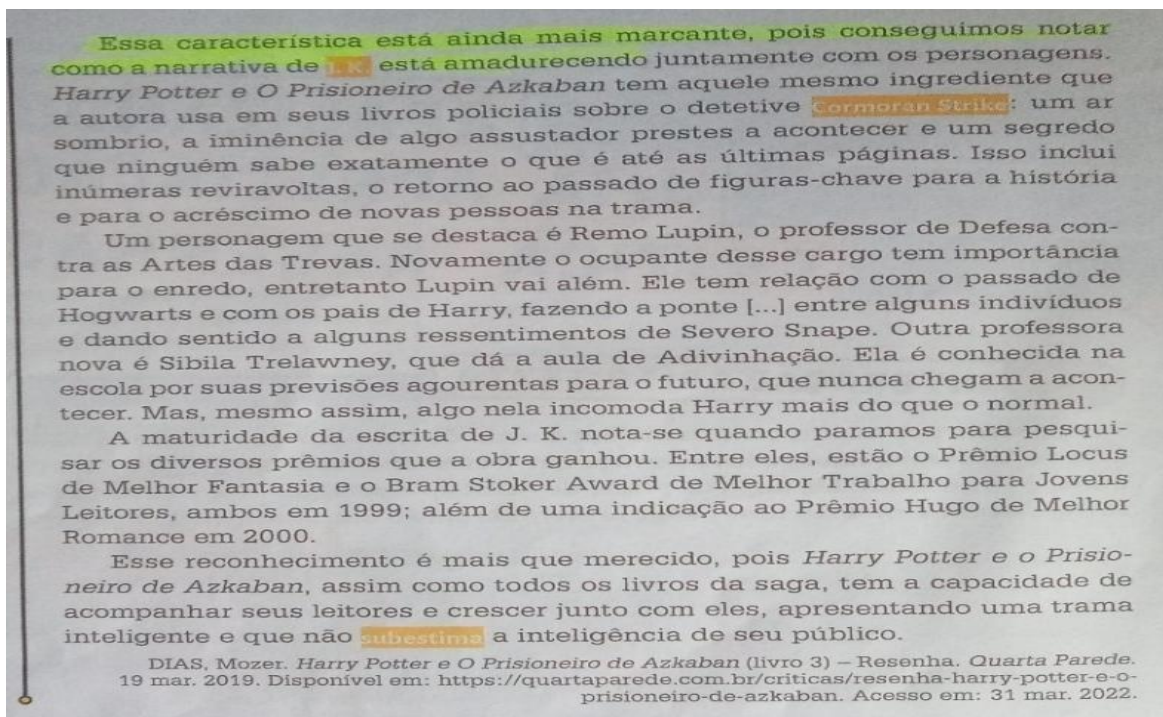 Essa característica está ainda mais marcante, pois conseguimos notar
como a narrativa de J. K. está amadurecendo juntamente com os personagens.
Harry Potter e O Prisioneiro de Azkaban tem aquele mesmo ingrediente que
a autora usa em seus livros policiais sobre o detetive Cormoran Strike: um ar
sombrio, a iminência de algo assustador prestes a acontecer e um segredo
que ninguém sabe exatamente o que é até as últimas páginas. Isso inclui
inúmeras reviravoltas, o retorno ao passado de figuras-chave para a história
e para o acréscimo de novas pessoas na trama.
Um personagem que se destaca é Remo Lupin, o professor de Defesa con-
tra as Artes das Trevas. Novamente o ocupante desse cargo tem importância
para o enredo, entretanto Lupin vai além. Ele tem relação com o passado de
Hogwarts e com os pais de Harry, fazendo a ponte [...] entre alguns indivíduos
e dando sentido a alguns ressentimentos de Severo Snape. Outra professora
nova é Sibila Trelawney, que dá a aula de Adivinhação. Ela é conhecida na
escola por suas previsões agourentas para o futuro, que nunca chegam a acon-
tecer. Mas, mesmo assim, algo nela incomoda Harry mais do que o normal.
A maturidade da escrita de J. K. nota-se quando paramos para pesqui-
sar os diversos prêmios que a obra ganhou. Entre eles, estão o Prêmio Locus
de Melhor Fantasia e o Bram Stoker Award de Melhor Trabalho para Jovens
Leitores, ambos em 1999; além de uma indicação ao Prêmio Hugo de Melhor
Romance em 2000.
Esse reconhecimento é mais que merecido, pois Harry Potter e o Prisio-
neiro de Azkaban, assim como todos os livros da saga, tem a capacidade de
acompanhar seus leitores e crescer junto com eles, apresentando uma trama
inteligente e que não subestima a inteligência de seu público.
DIAS, Mozer. Harry Potter e O Prisioneiro de Azkaban (livro 3) – Resenha. Quarta Parede.
19 mar. 2019. Disponível em: https://quartaparede.com.br/criticas/resenha-harry-potter-e-o-
prisioneiro-de-azkaban. Acesso em: 31 mar. 2022.